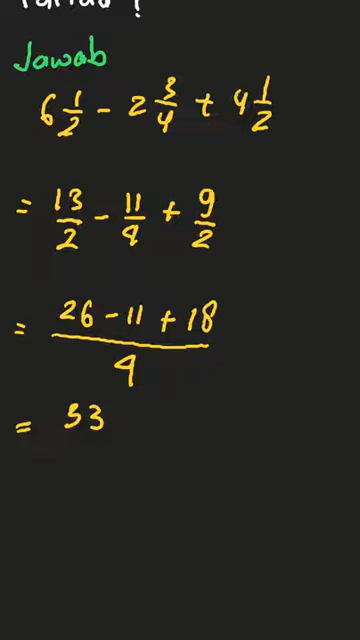 Jawab
6 1/2 - 2 3/4 + 4 1/2
= 13/2 - 11/4 + 9/2
= (26 - 11 + 18)/4
= 33